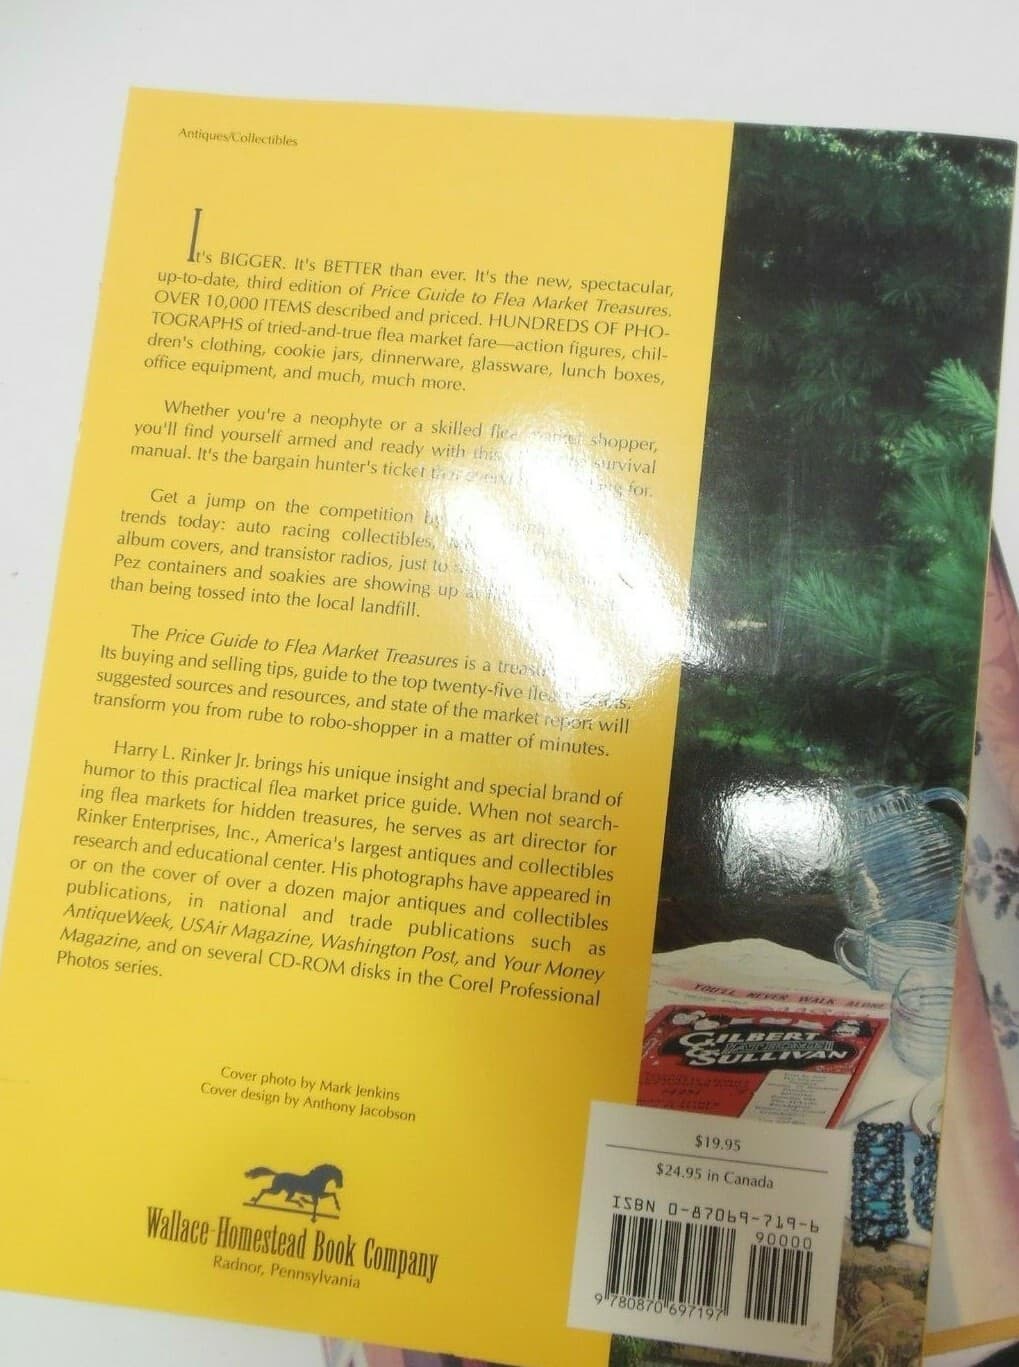 Antiques/Collectibles
It's BIGGER. It's BETTER than ever. It's the new, spectacular,
up-to-date, third edition of Price Guide to Flea Market Treasures.
OVER 10,000 ITEMS described and priced. HUNDREDS OF PHO-
TOGRAPHS of tried-and-true flea market fare—action figures, chil-
dren's clothing, cookie jars, dinnerware, glassware, lunch boxes,
office equipment, and much, much more.
Whether you're a neophyte or a skilled flea market shopper,
you'll find yourself armed and ready with this survival
manual. It's the bargain hunter's ticket for.
Get a jump on the competition
trends today: auto racing collectibles,
album covers, and transistor radios, just to
Pez containers and soakies are showing up
than being tossed into the local landfill.
The Price Guide to Flea Market Treasures is a
Its buying and selling tips, guide to the top twenty-five
suggested sources and resources, and state of the market report will
transform you from rube to robo-shopper in a matter of minutes.
Harry L. Rinker Jr. brings his unique insight and special brand of
humor to this practical flea market price guide. When not search-
ing flea markets for hidden treasures, he serves as art director for
Rinker Enterprises, Inc., America's largest antiques and collectibles
research and educational center. His photographs have appeared in
or on the cover of over a dozen major antiques and collectibles
publications, in national and trade publications such as
AntiqueWeek, USAir Magazine, Washington Post, and Your Money
Magazine, and on several CD-ROM disks in the Corel Professional
Photos series.
Cover photo by Mark Jenkins
Cover design by Anthony Jacobson
Wallace-Homestead Book Company
Radnor, Pennsylvania
YOU'LL NEVER WALK ALONE
GILBERT
&
SULLIVAN
$19.95
$24.95 in Canada
ISBN 0-87069-719-6
90000
9 780870 697197